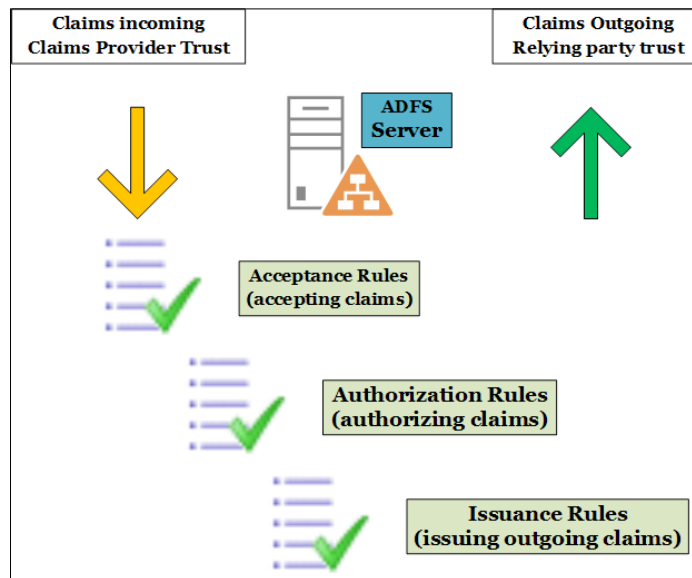 Claims incoming
Claims Provider Trust
Claims Outgoing
Relying party trust
ADFS
Server
Acceptance Rules
(accepting claims)
Authorization Rules
(authorizing claims)
Issuance Rules
(issuing outgoing claims)